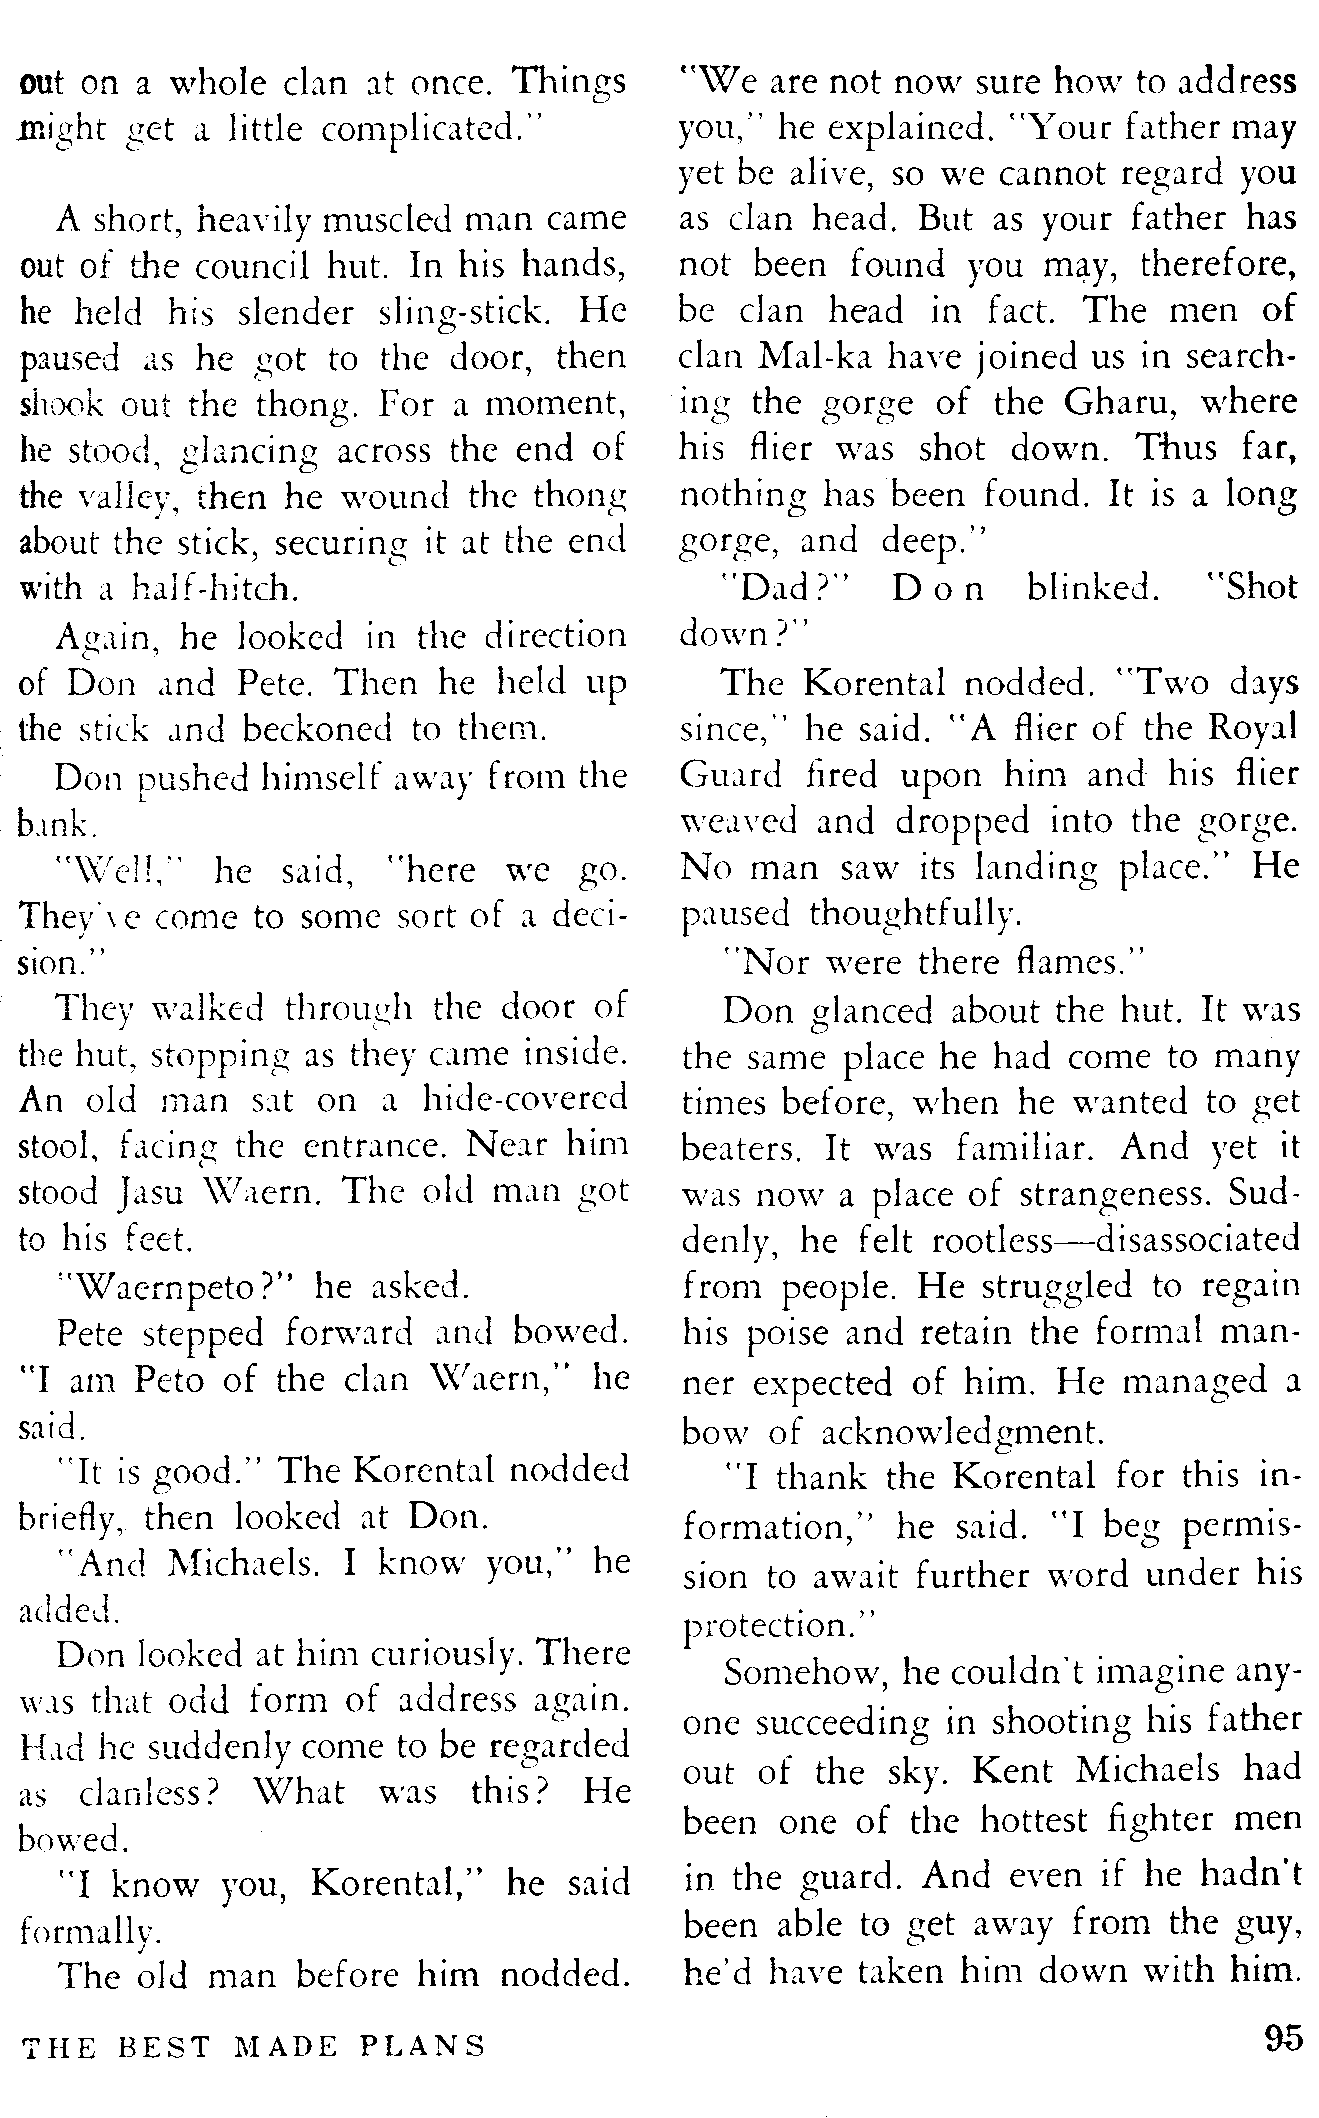 out on a whole clan at once. Things
might get a little complicated."
A short, heavily muscled man came
out of the council hut. In his hands,
he held his slender sling-stick. He
paused as he got to the door, then
shook out the thong. For a moment,
he stood, glancing across the end of
the valley, then he wound the thong
about the stick, securing it at the end
with a half-hitch.
Again, he looked in the direction
of Don and Pete. Then he held up
the stick and beckoned to them.
Don pushed himself away from the
bank.
"Well," he said, "here we go.
They've come to some sort of a deci-
sion."
They walked through the door of
the hut, stopping as they came inside.
An old man sat on a hide-covered
stool, facing the entrance. Near him
stood Jasu Waern. The old man got
to his feet.
"Waernpeto?" he asked.
Pete stepped forward and bowed.
"I am Peto of the clan Waern," he
said.
"It is good." The Korental nodded
briefly, then looked at Don.
"And Michaels. I know you," he
added.
Don looked at him curiously. There
was that odd form of address again.
Had he suddenly come to be regarded
as clanless? What was this? He
bowed.
"I know you, Korental," he said
formally.
The old man before him nodded.
"We are not now sure how to address
you," he explained. "Your father may
yet be alive, so we cannot regard you
as clan head. But as your father has
not been found you may, therefore,
be clan head in fact. The men of
clan Mal-ka have joined us in search-
ing the gorge of the Gharu, where
his flier was shot down. Thus far,
nothing has been found. It is a long
gorge, and deep."
"Dad?" Don blinked. "Shot
down?"
The Korental nodded. "Two days
since," he said. "A flier of the Royal
Guard fired upon him and his flier
weaved and dropped into the gorge.
No man saw its landing place." He
paused thoughtfully.
"Nor were there flames."
Don glanced about the hut. It was
the same place he had come to many
times before, when he wanted to get
beaters. It was familiar. And yet it
was now a place of strangeness. Sud-
denly, he felt rootless—disassociated
from people. He struggled to regain
his poise and retain the formal man-
ner expected of him. He managed a
bow of acknowledgment.
"I thank the Korental for this in-
formation," he said. "I beg permis-
sion to await further word under his
protection."
Somehow, he couldn't imagine any-
one succeeding in shooting his father
out of the sky. Kent Michaels had
been one of the hottest fighter men
in the guard. And even if he hadn't
been able to get away from the guy,
he'd have taken him down with him.
THE BEST MADE PLANS
95